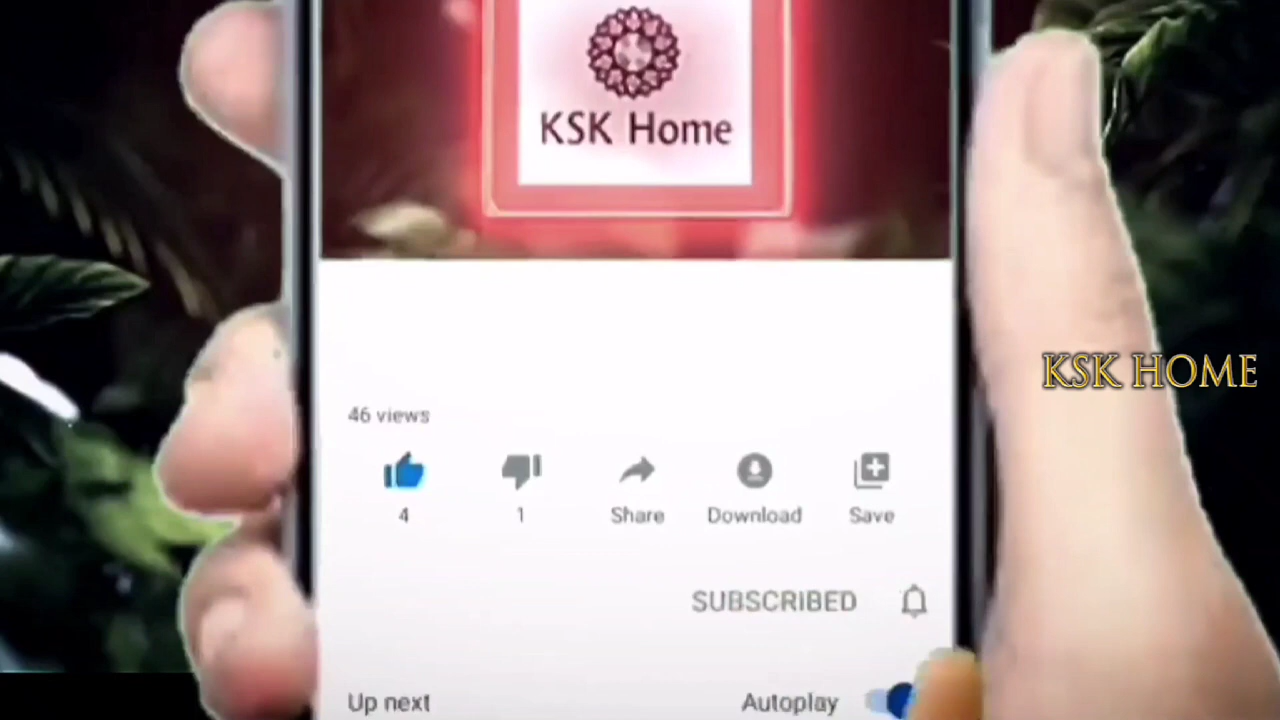 KSK Home
KSK HOME
46 views
4
1
Share
Download
Save
SUBSCRIBED
Up next
Autoplay